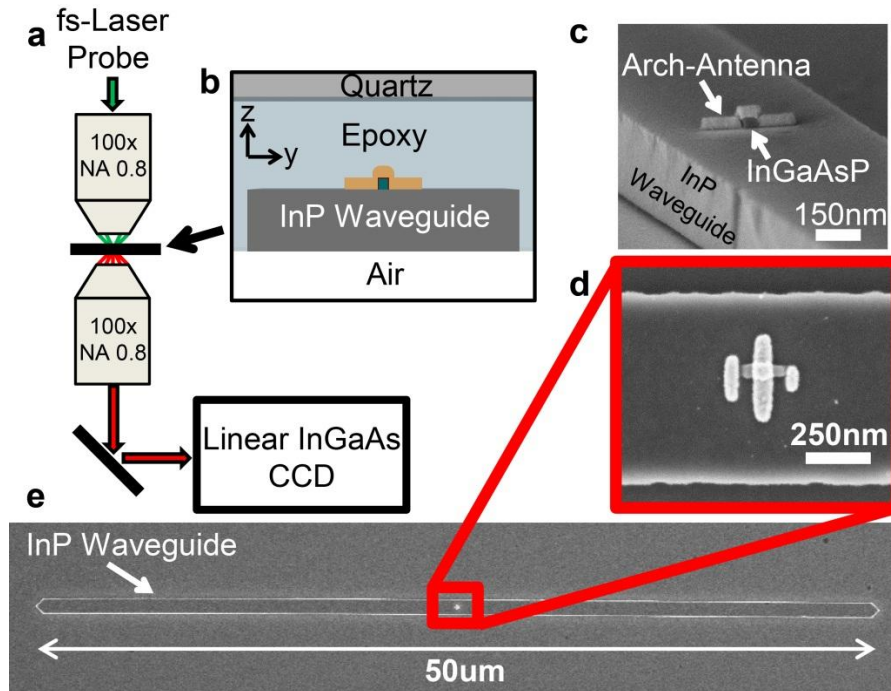 a
fs-Laser
Probe
100x
NA 0.8
100x
NA 0.8
Linear InGaAs
CCD
b
Quartz
z
y
Epoxy
InP Waveguide
Air
c
Arch-Antenna
InGaAsP
InP
Waveguide
150nm
d
250nm
e
InP Waveguide
50um